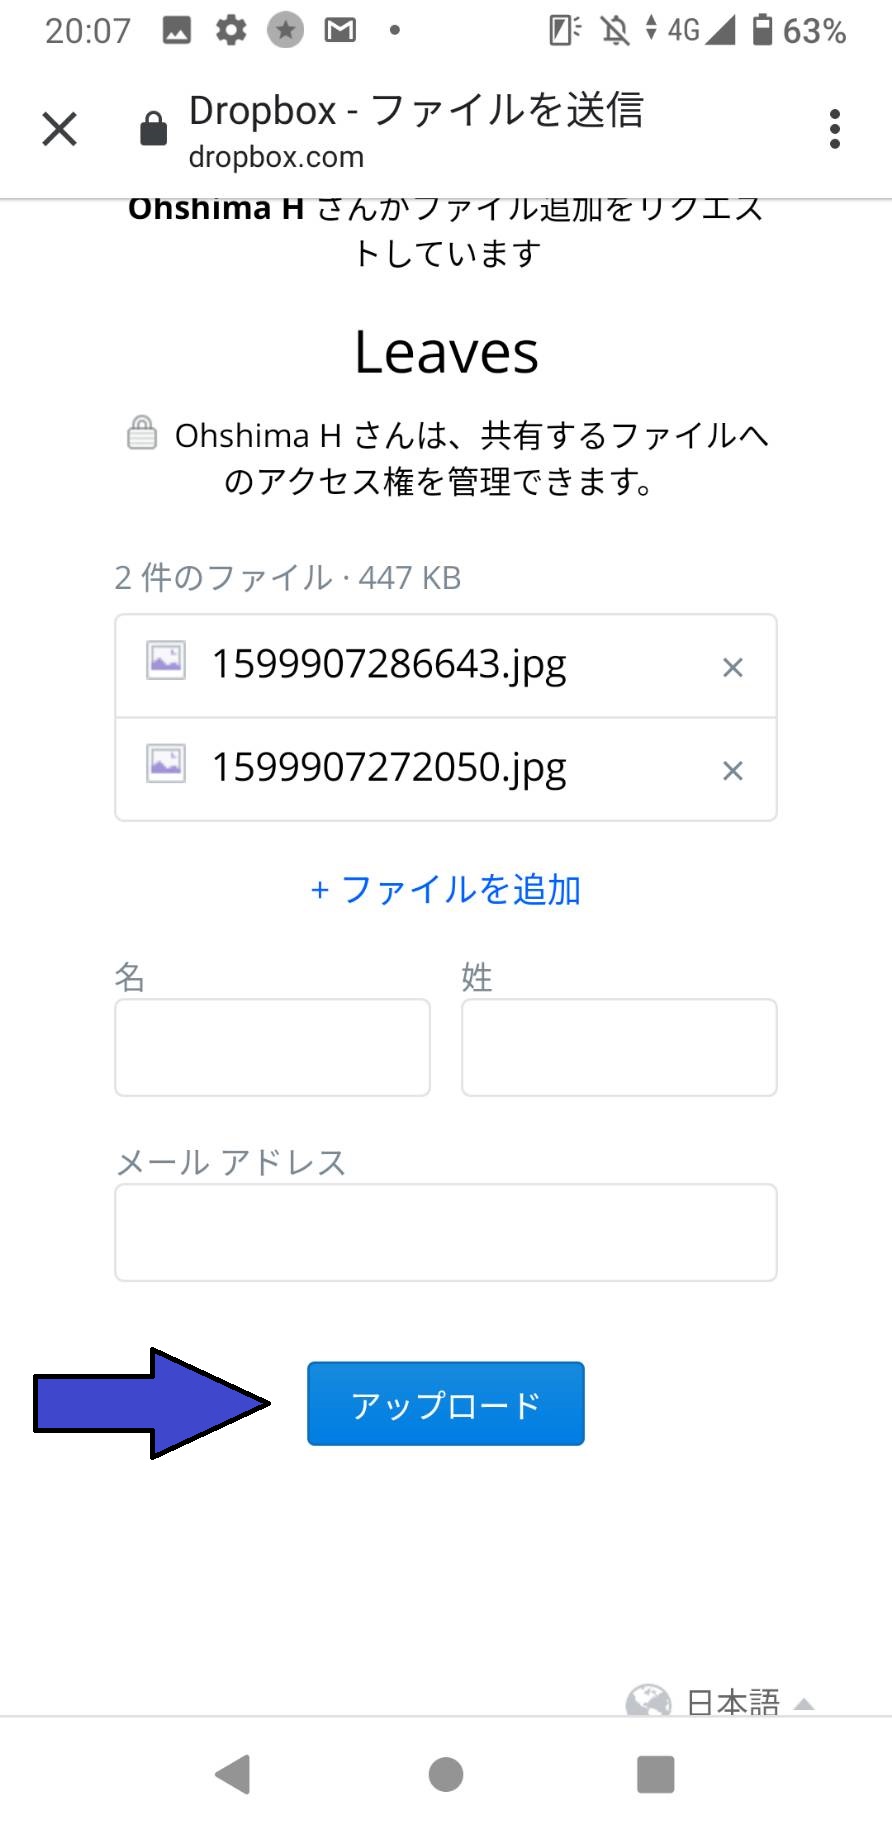 20:07 4G 63%
Dropbox - ファイルを送信
dropbox.com
Ohshima H さんがファイル追加をリクエス
トしています
Leaves
Ohshima H さんは、共有するファイルへ
のアクセス権を管理できます。
2 件のファイル · 447 KB
1599907286643.jpg ×
1599907272050.jpg ×
+ ファイルを追加
名 姓
メール アドレス
アップロード
日本語